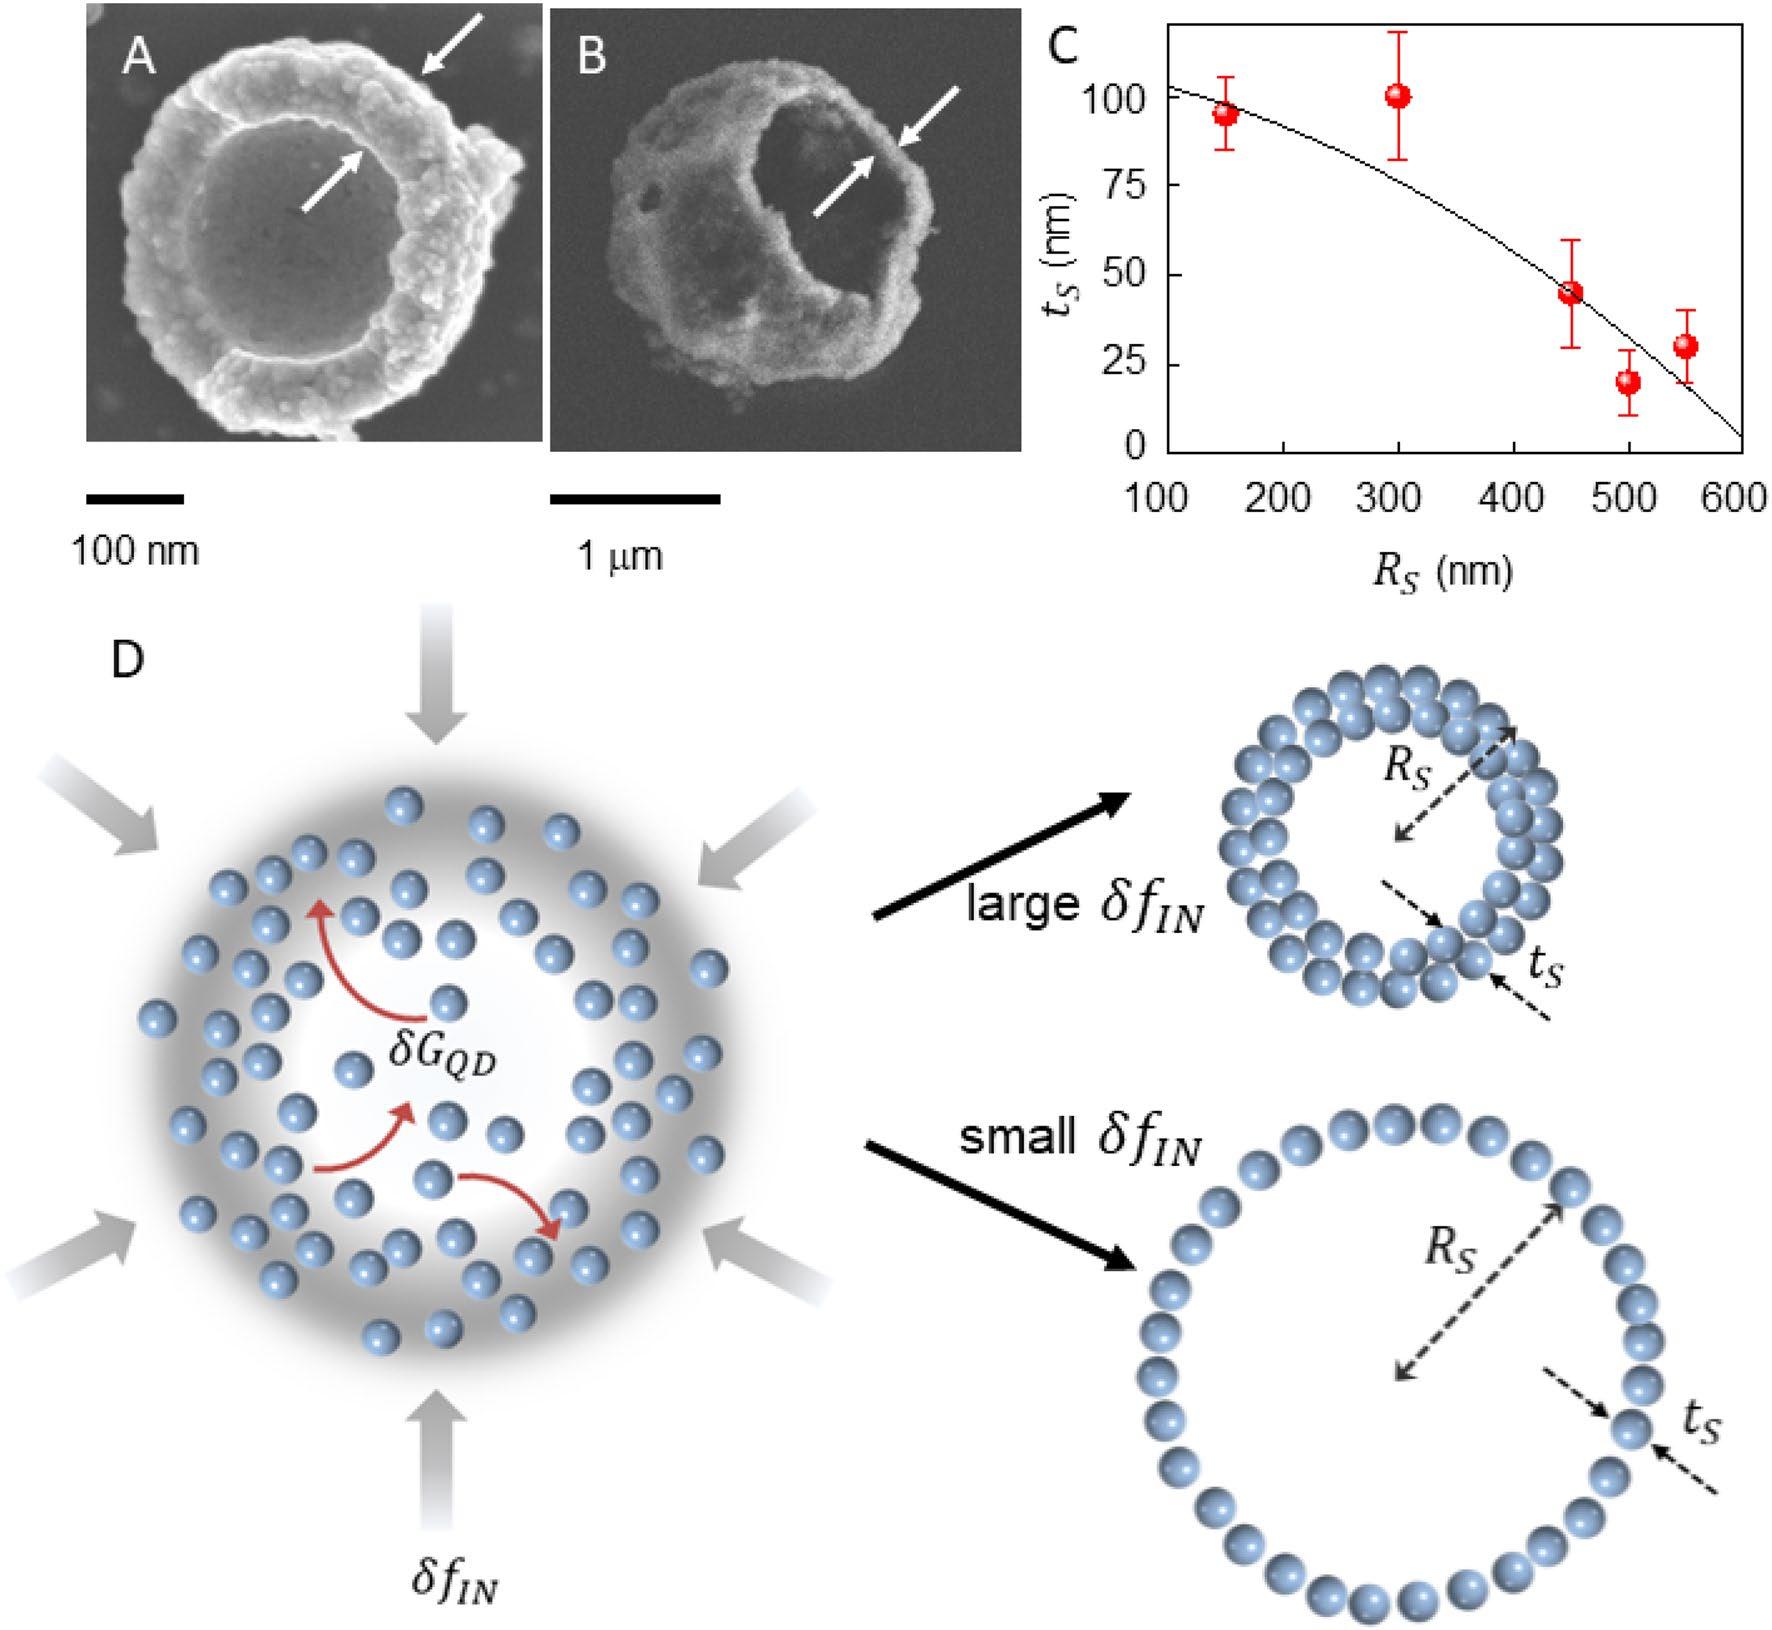 A
B
C
100
75
50
25
0
t_S (nm)
100 200 300 400 500 600
R_S (nm)
100 nm
1 μm
D
δG_QD
δf_IN
large δf_IN
R_S
t_S
small δf_IN
R_S
t_S